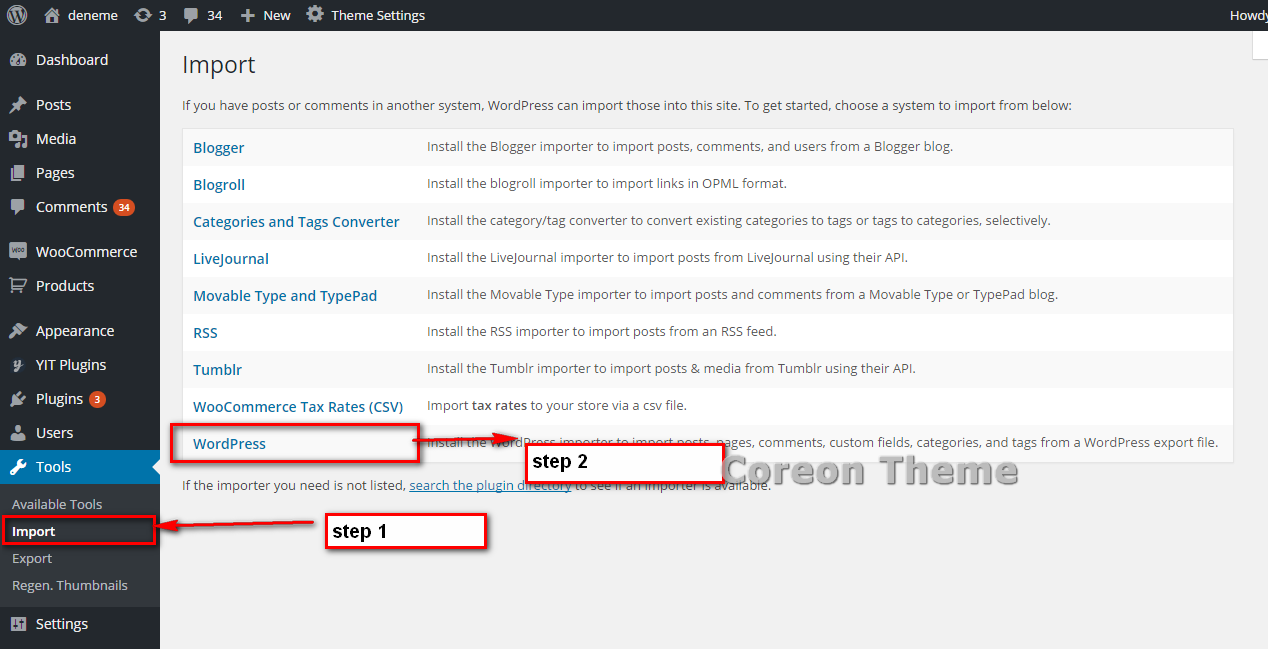 deneme 3 34 New Theme Settings Howdy
Dashboard
Posts
Media
Pages
Comments 34
WooCommerce
Products
Appearance
YIT Plugins
Plugins 3
Users
Tools
Available Tools
Import
Export
Regen. Thumbnails
Settings
Import
If you have posts or comments in another system, WordPress can import those into this site. To get started, choose a system to import from below:
Blogger Install the Blogger importer to import posts, comments, and users from a Blogger blog.
Blogroll Install the blogroll importer to import links in OPML format.
Categories and Tags Converter Install the category/tag converter to convert existing categories to tags or tags to categories, selectively.
LiveJournal Install the LiveJournal importer to import posts from LiveJournal using their API.
Movable Type and TypePad Install the Movable Type importer to import posts and comments from a Movable Type or TypePad blog.
RSS Install the RSS importer to import posts from an RSS feed.
Tumblr Install the Tumblr importer to import posts & media from Tumblr using their API.
WooCommerce Tax Rates (CSV) Import tax rates to your store via a csv file.
WordPress Install the WordPress importer to import posts, pages, comments, custom fields, categories, and tags from a WordPress export file.
step 2
Coreon Theme
If the importer you need is not listed, search the plugin directory to see if an importer is available.
step 1